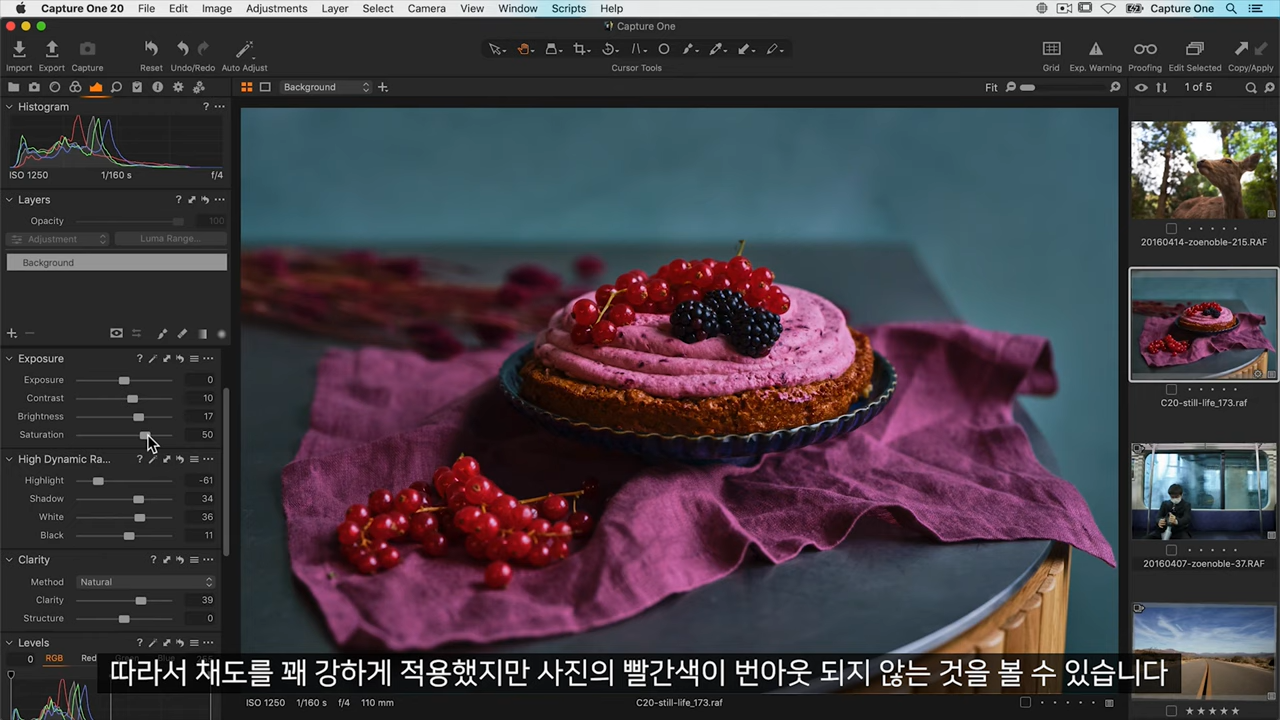 Capture One 20 File Edit Image Adjustments Layer Select Camera View Window Scripts Help Capture One
Capture One
Import Export Capture Reset Undo/Redo Auto Adjust Cursor Tools Grid Exp. Warning Proofing Edit Selected Copy/Apply
Background Fit 1 of 5
Histogram
ISO 1250 1/160 s f/4
Layers
Opacity 100
Adjustment Luma Range...
Background
Exposure
Exposure 0
Contrast 10
Brightness 17
Saturation 50
High Dynamic Ra...
Highlight -61
Shadow 34
White 36
Black 11
Clarity
Method Natural
Clarity 39
Structure 0
Levels
0 RGB Red
20160414-zoenoble-215.RAF
C20-still-life_173.raf
20160407-zoenoble-37.RAF
따라서 채도를 꽤 강하게 적용했지만 사진의 빨간색이 번아웃 되지 않는 것을 볼 수 있습니다
ISO 1250 1/160 s f/4 110 mm C20-still-life_173.raf